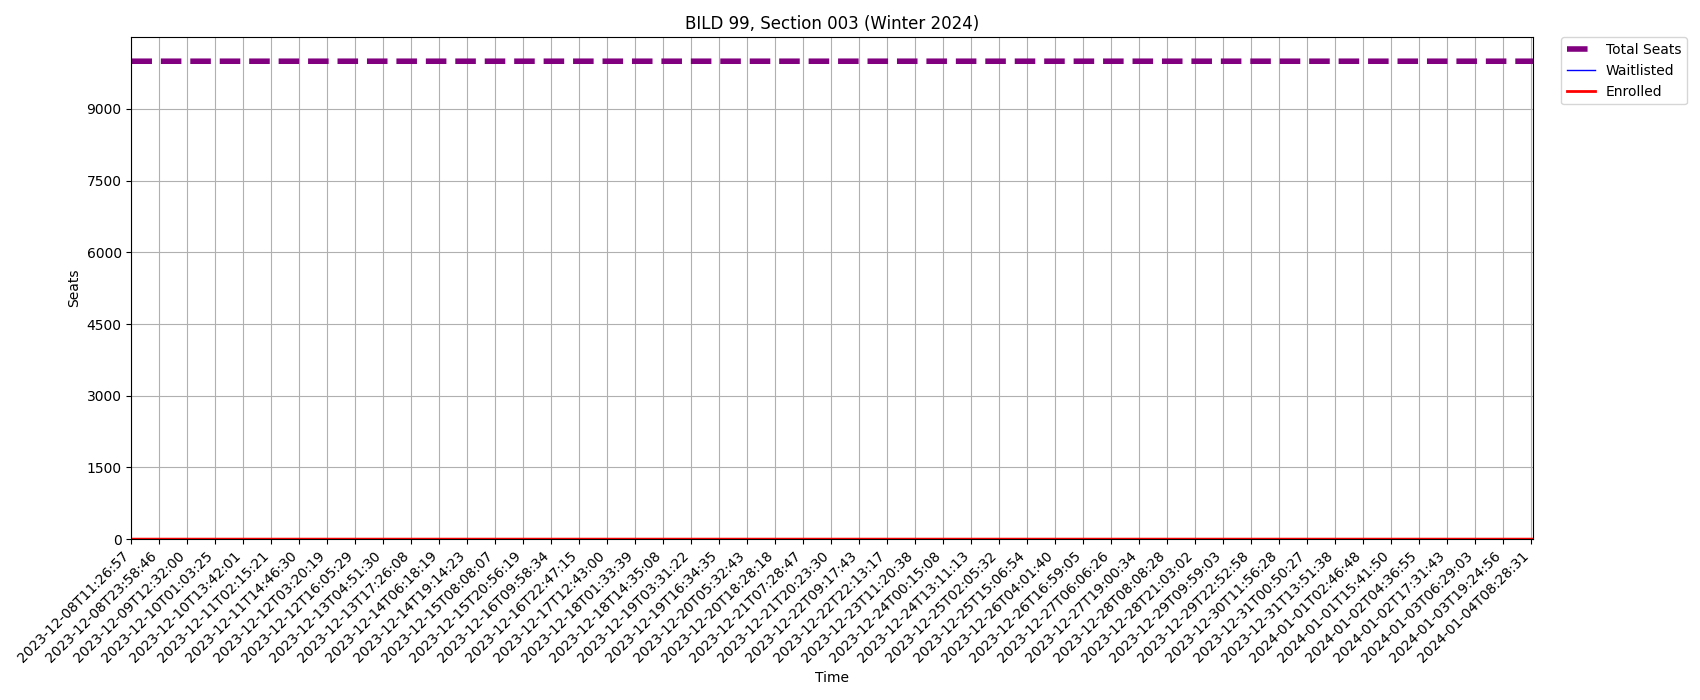 BILD 99, Section 003 (Winter 2024)
Total Seats
Waitlisted
Enrolled
9000
7500
6000
4500
3000
1500
0
Seats
2023-12-08T11:26:57
2023-12-08T23:58:46
2023-12-09T12:32:00
2023-12-10T01:03:25
2023-12-10T13:42:01
2023-12-11T02:15:21
2023-12-11T14:46:30
2023-12-12T03:20:19
2023-12-12T16:05:29
2023-12-13T04:51:30
2023-12-13T17:26:08
2023-12-14T06:18:19
2023-12-14T19:14:23
2023-12-15T08:08:07
2023-12-15T20:56:19
2023-12-16T09:58:34
2023-12-16T22:47:15
2023-12-17T12:43:00
2023-12-18T01:33:39
2023-12-18T14:35:08
2023-12-19T03:31:22
2023-12-19T16:34:35
2023-12-20T05:32:43
2023-12-20T18:28:18
2023-12-21T07:28:47
2023-12-21T20:23:30
2023-12-22T09:17:43
2023-12-22T22:13:17
2023-12-23T11:20:38
2023-12-24T00:15:08
2023-12-24T13:11:13
2023-12-25T02:05:32
2023-12-25T15:06:54
2023-12-26T04:01:40
2023-12-26T16:59:05
2023-12-27T06:06:26
2023-12-27T19:00:34
2023-12-28T08:08:28
2023-12-28T21:03:02
2023-12-29T09:59:03
2023-12-29T22:52:58
2023-12-30T11:56:28
2023-12-31T00:50:27
2023-12-31T13:51:38
2024-01-01T02:46:48
2024-01-01T15:41:50
2024-01-02T04:36:55
2024-01-02T17:31:43
2024-01-03T06:29:03
2024-01-03T19:24:56
2024-01-04T08:28:31
Time